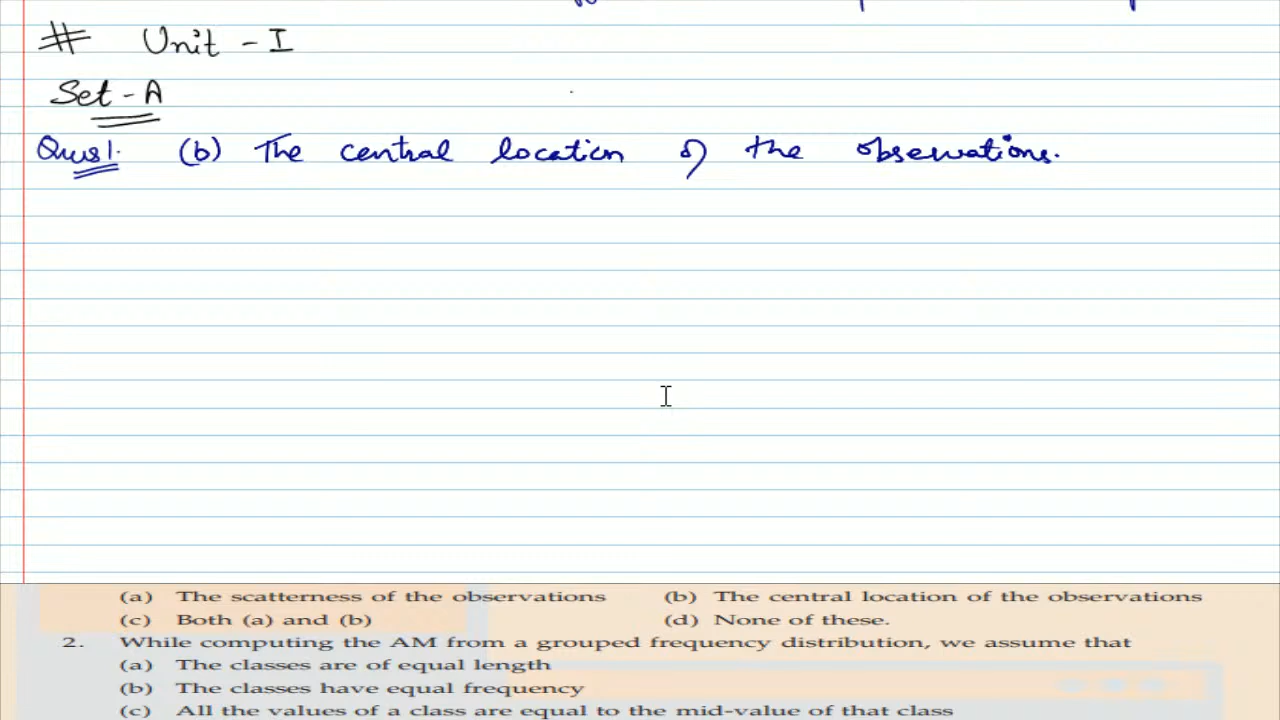 # Unit - I
Set - A
Ques1. (b) The central location of the observations.
(a) The scatterness of the observations (b) The central location of the observations
(c) Both (a) and (b) (d) None of these.
2. While computing the AM from a grouped frequency distribution, we assume that
(a) The classes are of equal length
(b) The classes have equal frequency
(c) All the values of a class are equal to the mid-value of that class